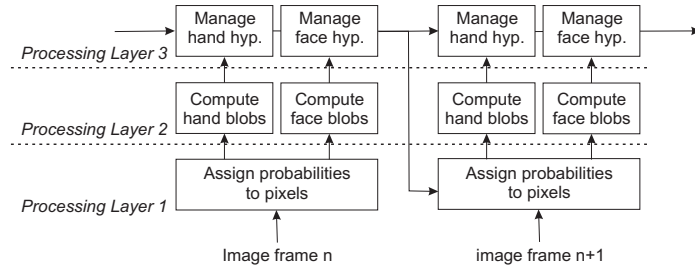 Manage hand hyp.
Manage face hyp.
Manage hand hyp.
Manage face hyp.
Processing Layer 3
Compute hand blobs
Compute face blobs
Compute hand blobs
Compute face blobs
Processing Layer 2
Assign probabilities to pixels
Assign probabilities to pixels
Processing Layer 1
Image frame n
image frame n+1